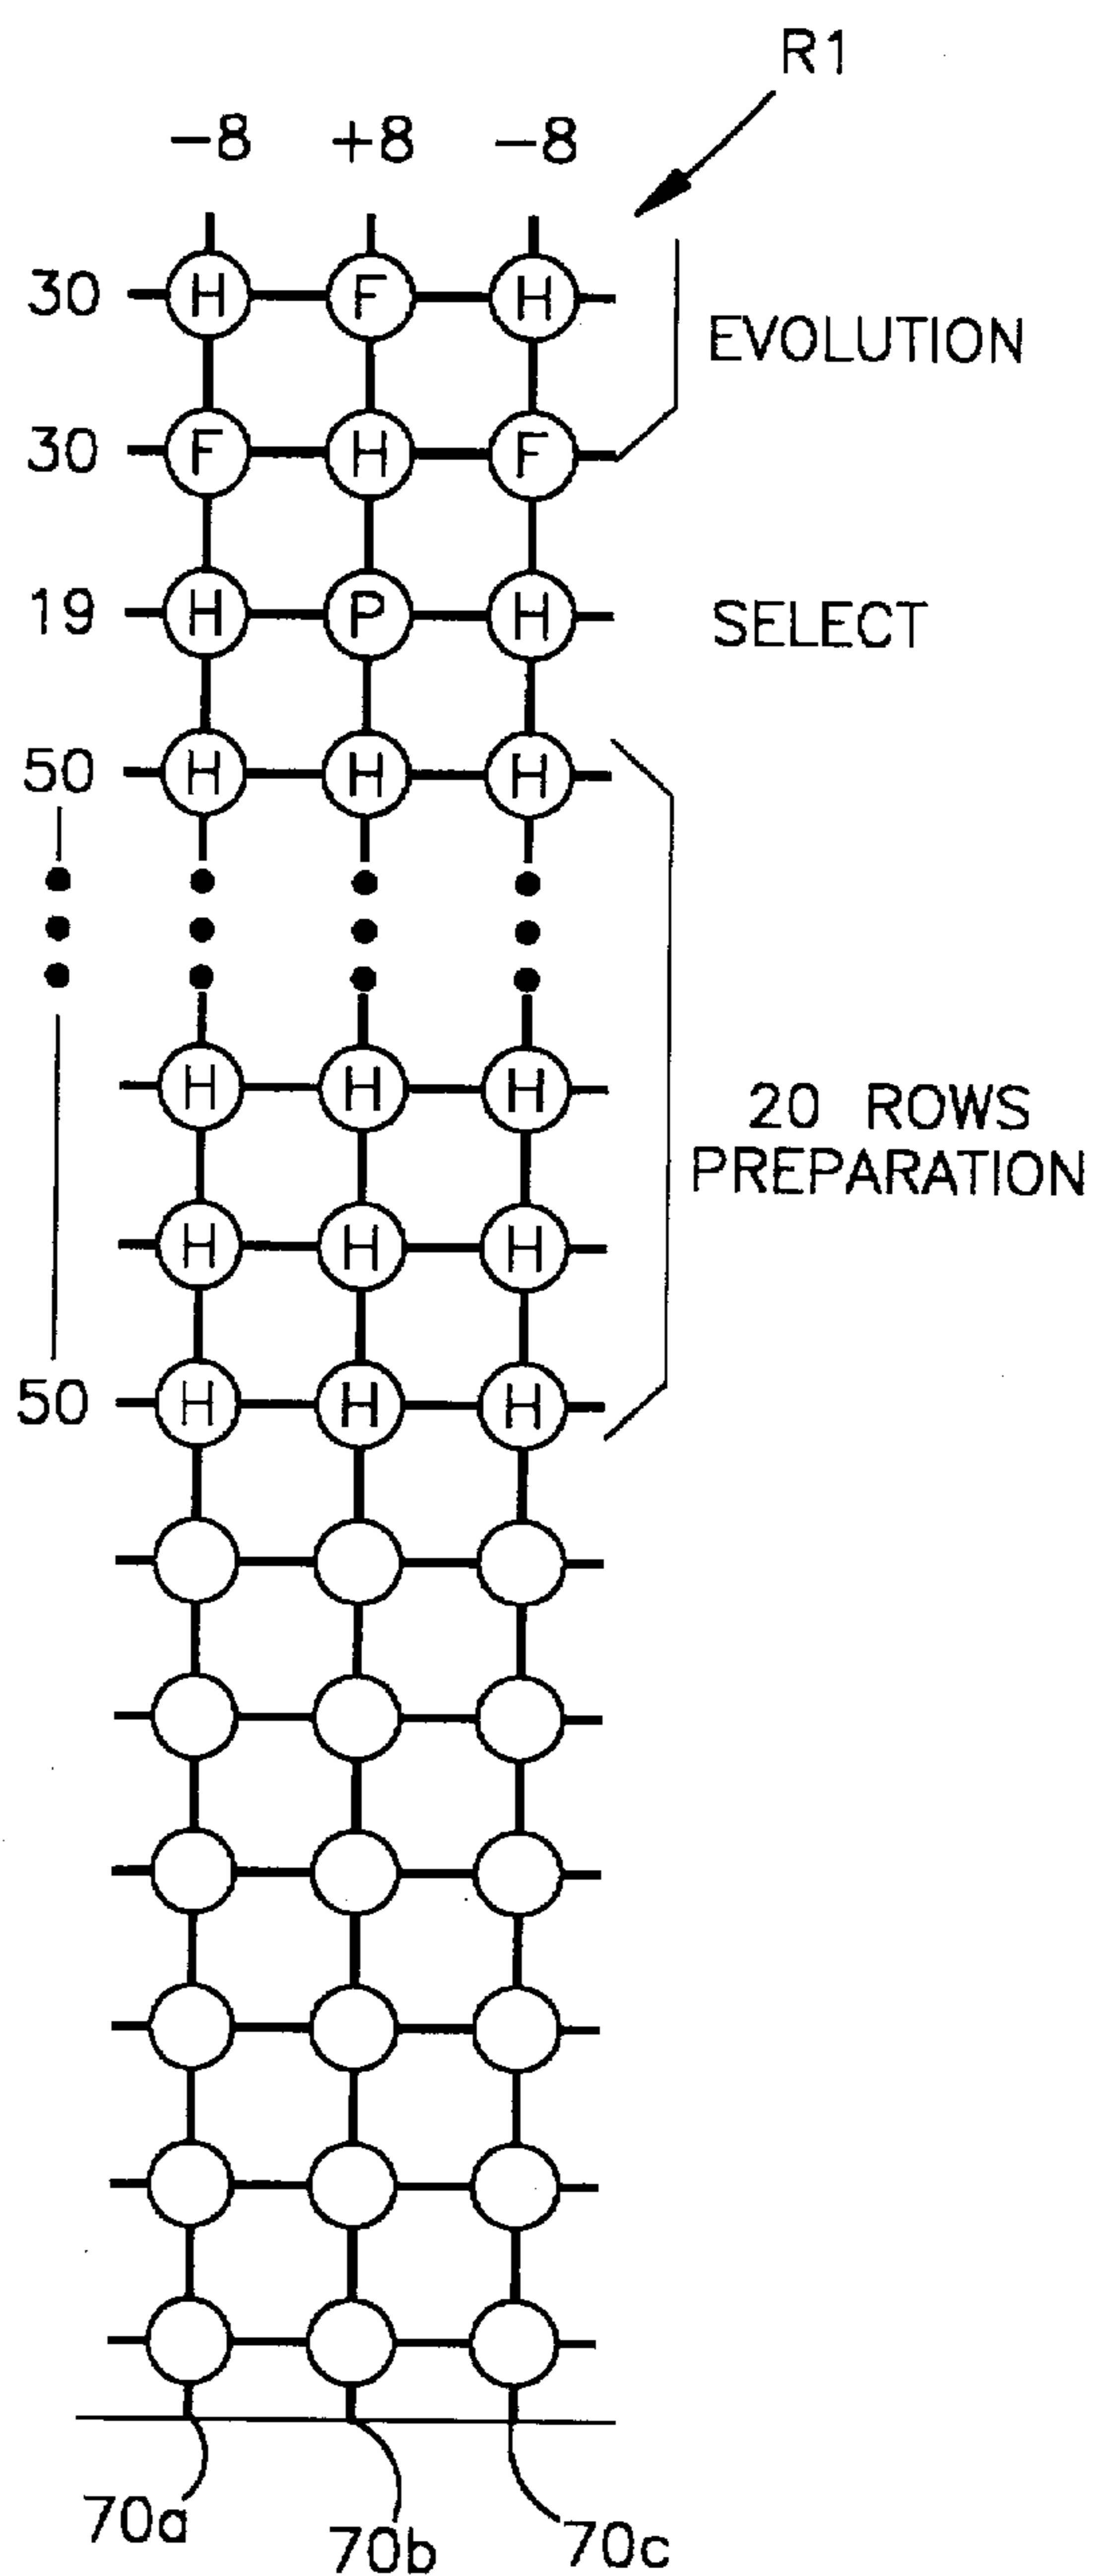 R1
-8 +8 -8
30 H F H
EVOLUTION
30 F H F
19 H P H SELECT
50 H H H
H H H
20 ROWS
PREPARATION
H H H
50 H H H
70a 70b 70c